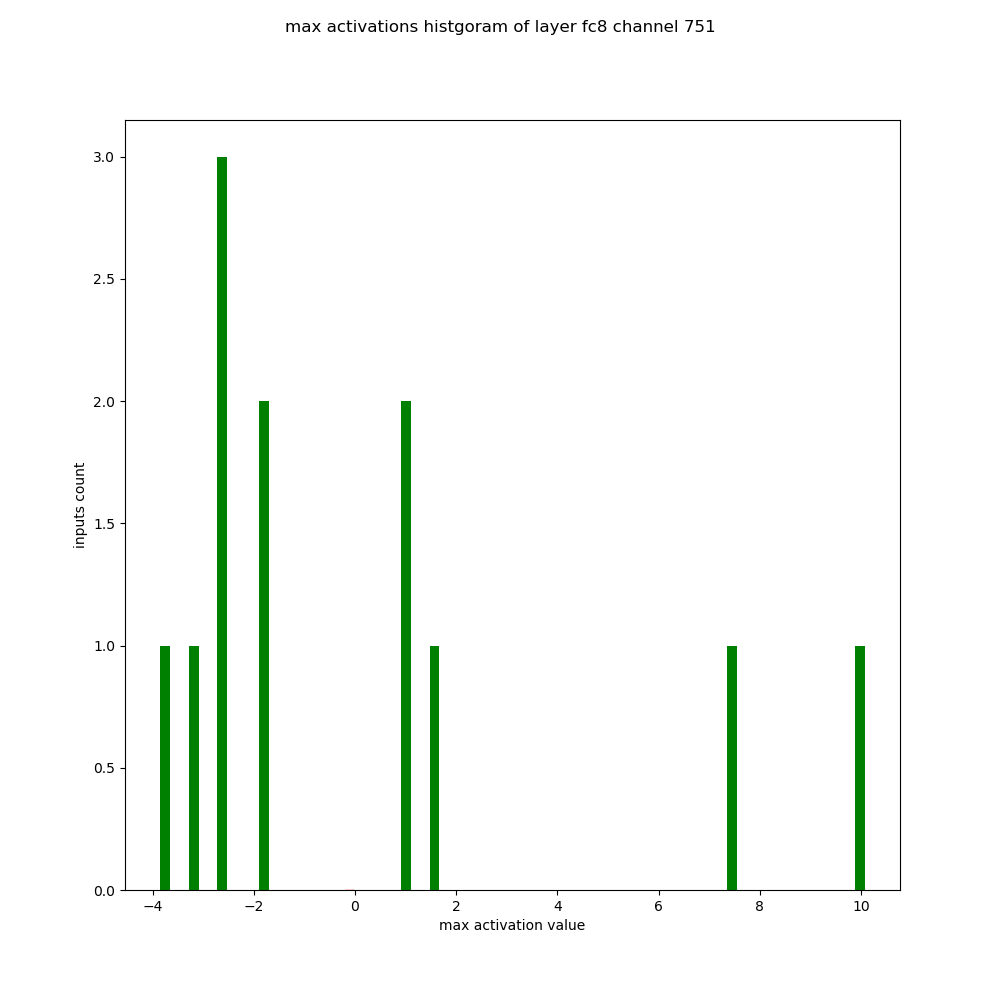 max activations histgoram of layer fc8 channel 751
3.0
2.5
2.0
1.5
1.0
0.5
0.0
inputs count
−4 −2 0 2 4 6 8 10
max activation value